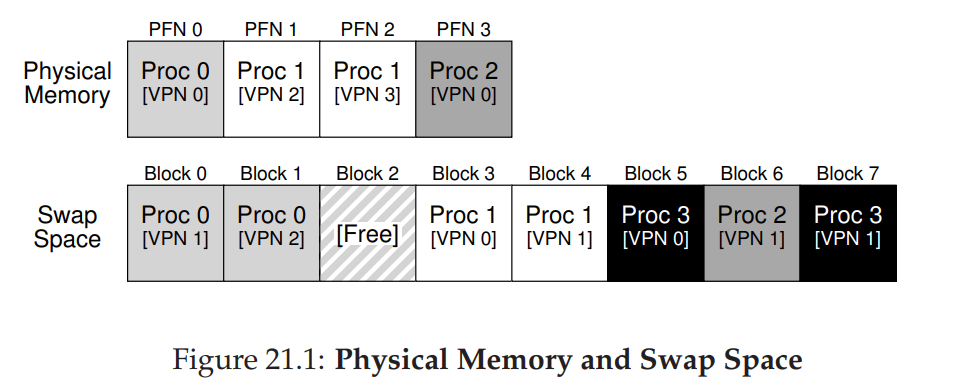 PFN 0 PFN 1 PFN 2 PFN 3
Physical Memory
Proc 0 Proc 1 Proc 1 Proc 2
[VPN 0] [VPN 2] [VPN 3] [VPN 0]
Block 0 Block 1 Block 2 Block 3 Block 4 Block 5 Block 6 Block 7
Swap Space
Proc 0 Proc 0 [Free] Proc 1 Proc 1 Proc 3 Proc 2 Proc 3
[VPN 1] [VPN 2] [VPN 0] [VPN 1] [VPN 0] [VPN 1] [VPN 1]
Figure 21.1: Physical Memory and Swap Space